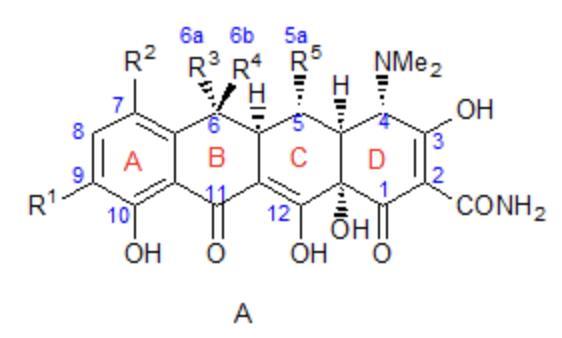 6a 6b 5a
R² R³ R⁴ R⁵ NMe₂
H H
7 6 5 4 OH
8 3
A B C D
9 11 2
R¹ 10 12 1 CONH₂
OH O OH OH O
A